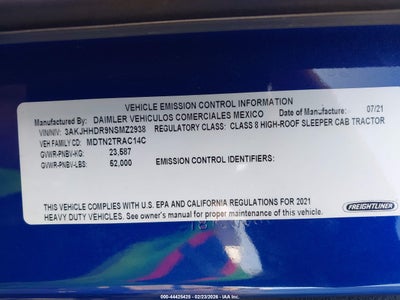 VEHICLE EMISSION CONTROL INFORMATION
Manufactured By: DAIMLER VEHICULOS COMERCIALES MEXICO Date of Manufacture: 07/21
VIN/NIV: 3AKJHHDR9NSMZ2938 REGULATORY CLASS: CLASS 8 HIGH-ROOF SLEEPER CAB TRACTOR
VEH FAMILY CD: MDTN2TRAC14C
GVWR-PNBV-KG: 23,587
GVWR-PNBV-LBS: 52,000 EMISSION CONTROL IDENTIFIERS:
THIS VEHICLE COMPLIES WITH U.S. EPA AND CALIFORNIA REGULATIONS FOR 2021
HEAVY DUTY VEHICLES. See owner's manual for proper maintenance of this vehicle.
FREIGHTLINER
000-44426425 - 02/23/2026 - IAA Inc.